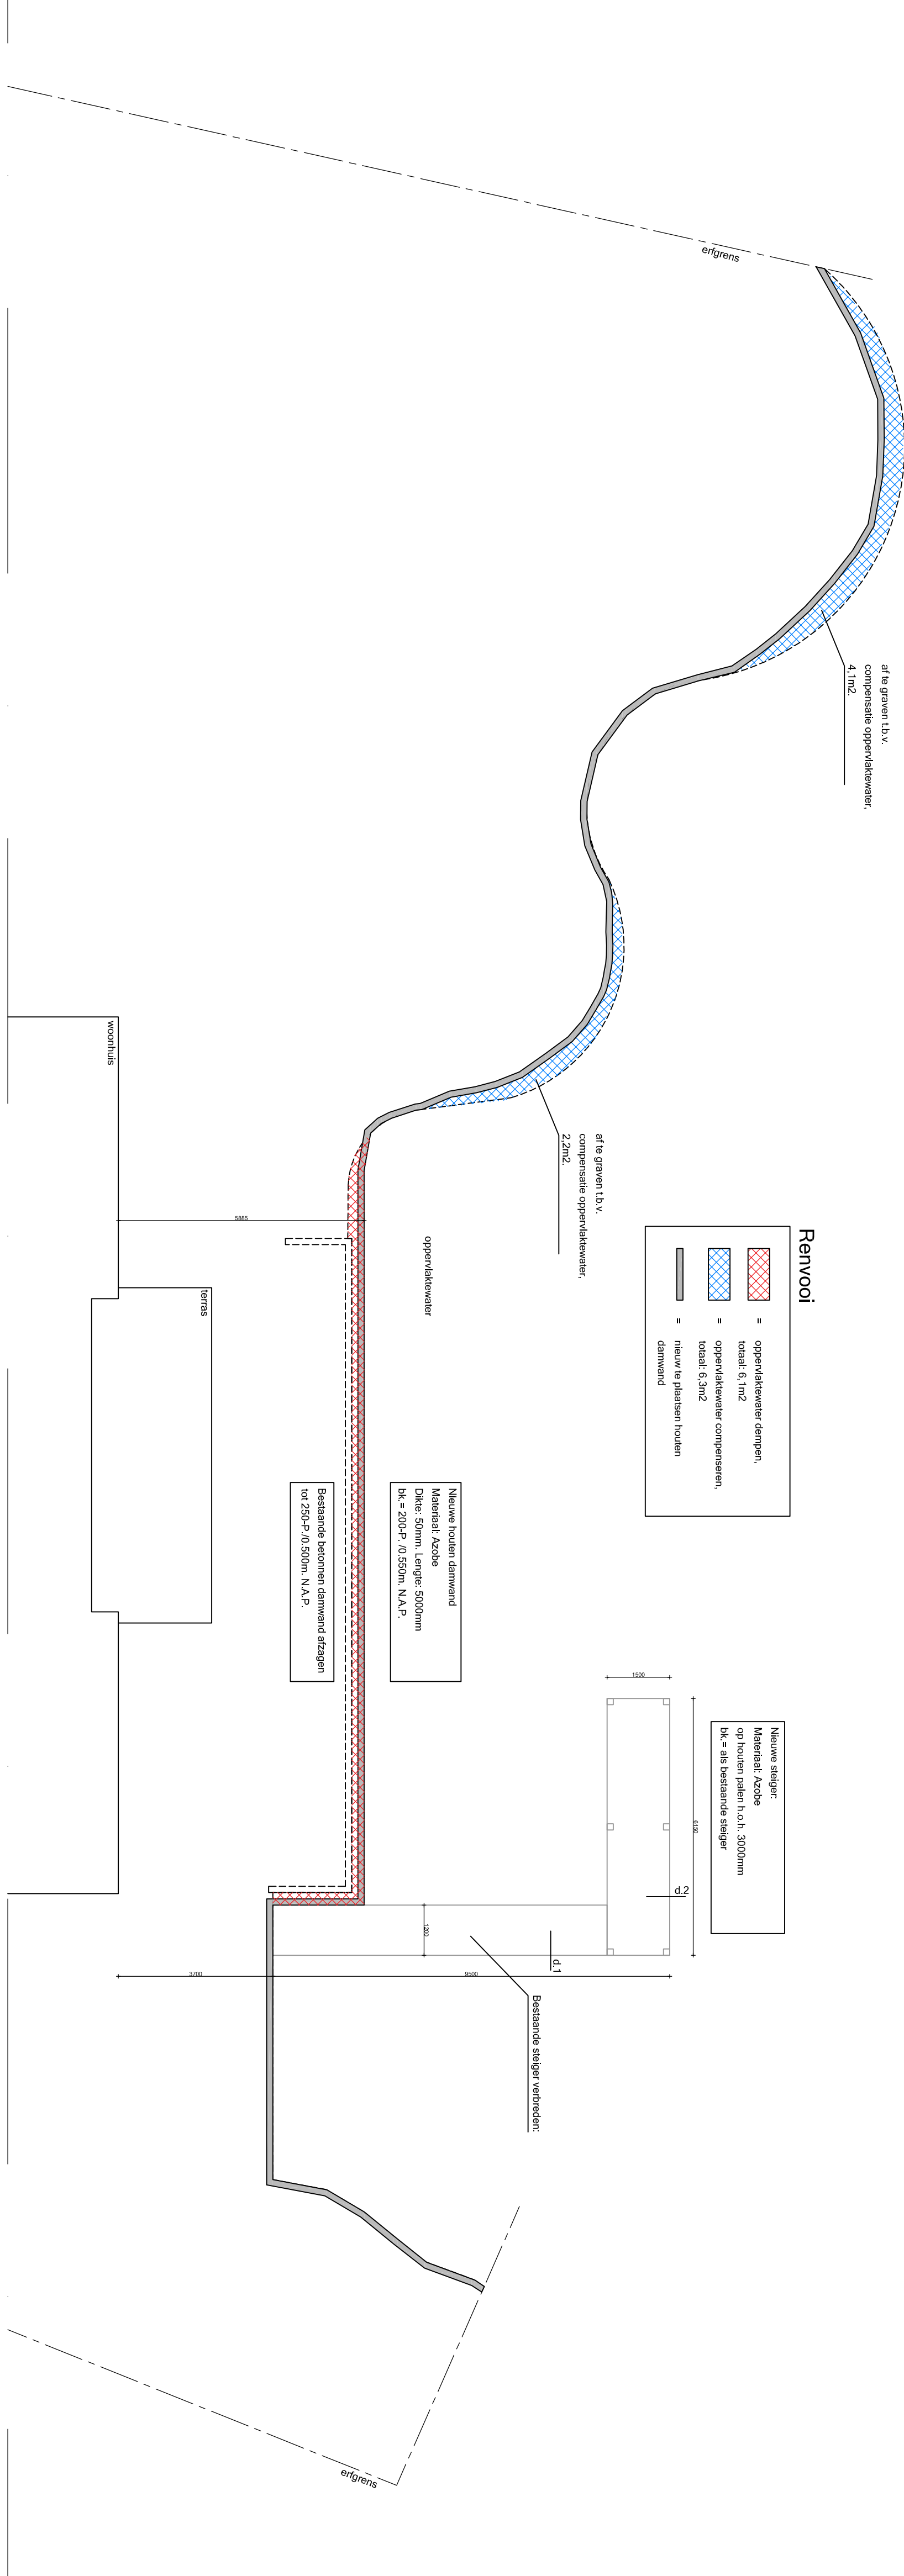 erfgrens
af te graven t.b.v.
compensatie oppervlaktewater,
4,1m2.
af te graven t.b.v.
compensatie oppervlaktewater,
2,2m2.
Renvooi
= oppervlaktewater dempen,
totaal: 6,1m2
= oppervlaktewater compenseren,
totaal: 6,3m2
= nieuw te plaatsen houten
damwand
woonhuis
terras
5885
oppervlaktewater
Nieuwe houten damwand
Materiaal: Azobe
Dikte: 50mm. Lengte: 5000mm
bk.= 200-P. /0.550m. N.A.P.
Bestaande betonnen damwand afzagen
tot 250-P./0.500m. N.A.P.
Nieuwe steiger:
Materiaal: Azobe
op houten palen h.o.h. 3000mm
bk.= als bestaande steiger
1500
6150
d.2
1200
d.1
3700
9500
Bestaande steiger verbreden:
erfgrens